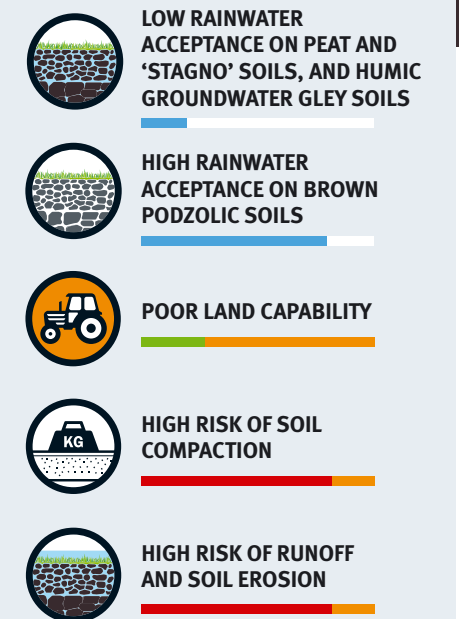 LOW RAINWATER
ACCEPTANCE ON PEAT AND
‘STAGNO’ SOILS, AND HUMIC
GROUNDWATER GLEY SOILS
HIGH RAINWATER
ACCEPTANCE ON BROWN
PODZOLIC SOILS
POOR LAND CAPABILITY
KG
HIGH RISK OF SOIL
COMPACTION
HIGH RISK OF RUNOFF
AND SOIL EROSION